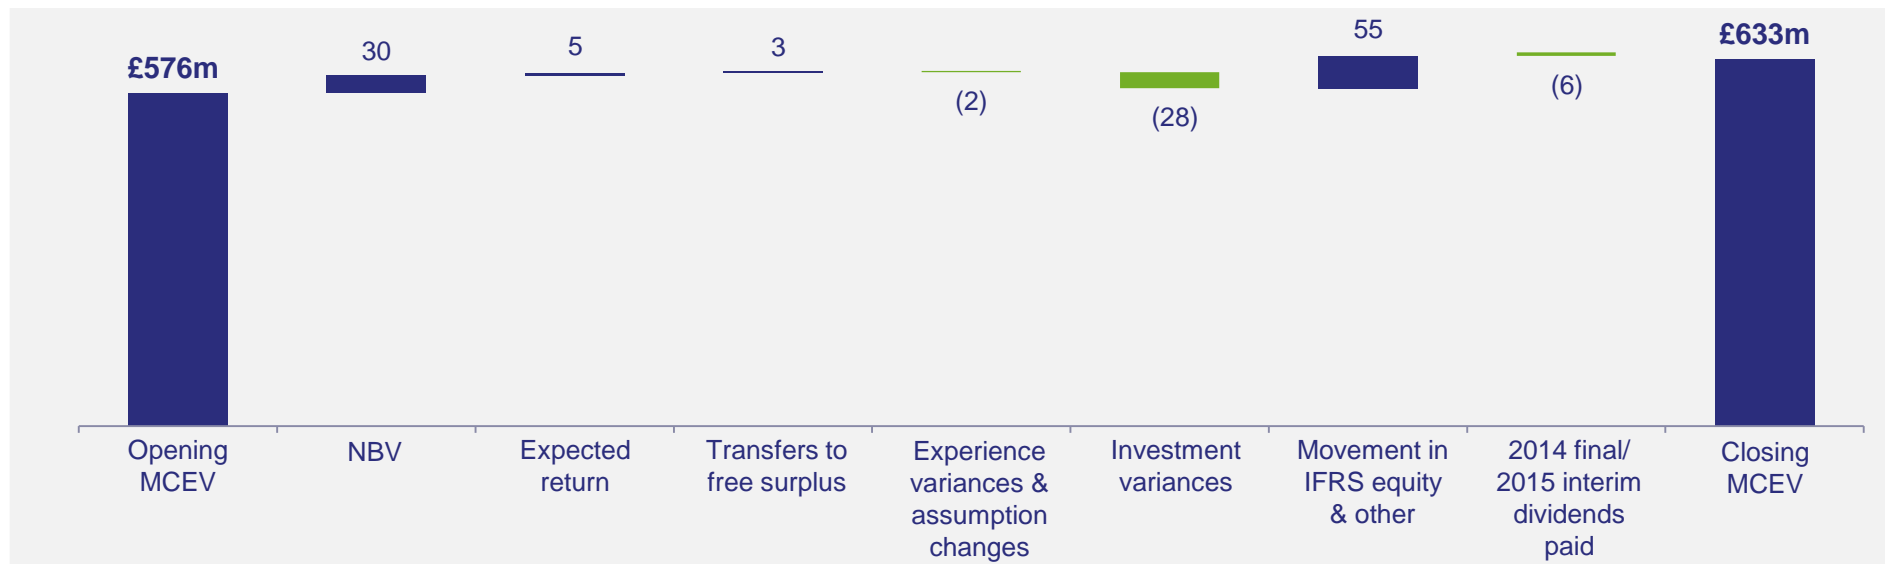 £576m
30
5
3
(2)
(28)
55
(6)
£633m
Opening
MCEV
NBV
Expected
return
Transfers to
free surplus
Experience
variances &
assumption
changes
Investment
variances
Movement in
IFRS equity
& other
2014 final/
2015 interim
dividends
paid
Closing
MCEV